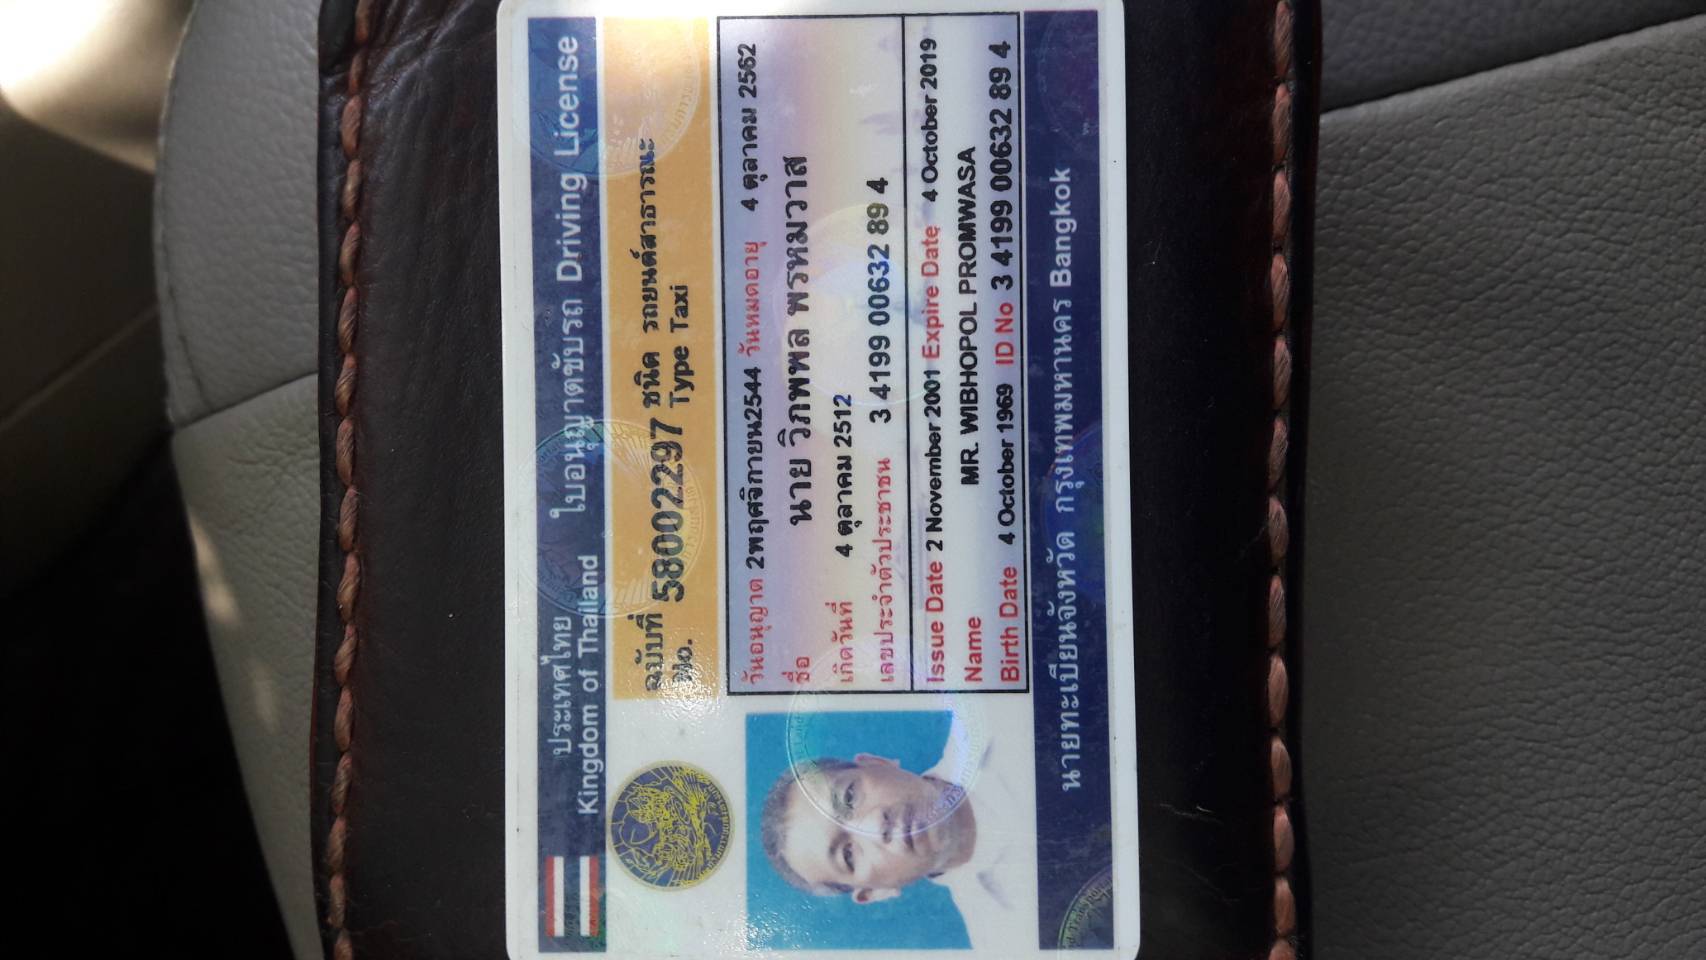 ประเทศไทย ใบอนุญาตขับรถ Driving License
Kingdom of Thailand
ฉบับที่ 58002297 ชนิด รถยนต์สาธารณะ
No. Type Taxi
วันอนุญาต 2พฤศจิกายน2544 วันหมดอายุ 4 ตุลาคม 2562
ชื่อ นาย วิภพพล พรหมวาส
เกิดวันที่ 4 ตุลาคม 2512
เลขประจำตัวประชาชน 3 4199 00632 89 4
Issue Date 2 November 2001 Expire Date 4 October 2019
Name MR. WIBHOPOL PROMWASA
Birth Date 4 October 1969 ID No 3 4199 00632 89 4
นายทะเบียนจังหวัด กรุงเทพมหานคร Bangkok